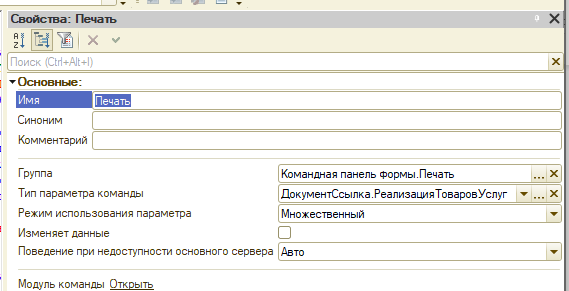 Свойства: Печать
Поиск (Ctrl+Alt+I)
Основные:
Имя Печать
Синоним
Комментарий
Группа Командная панель формы.Печать
Тип параметра команды ДокументСсылка.РеализацияТоваровУслуг
Режим использования параметра Множественный
Изменяет данные
Поведение при недоступности основного сервера Авто
Модуль команды Открыть